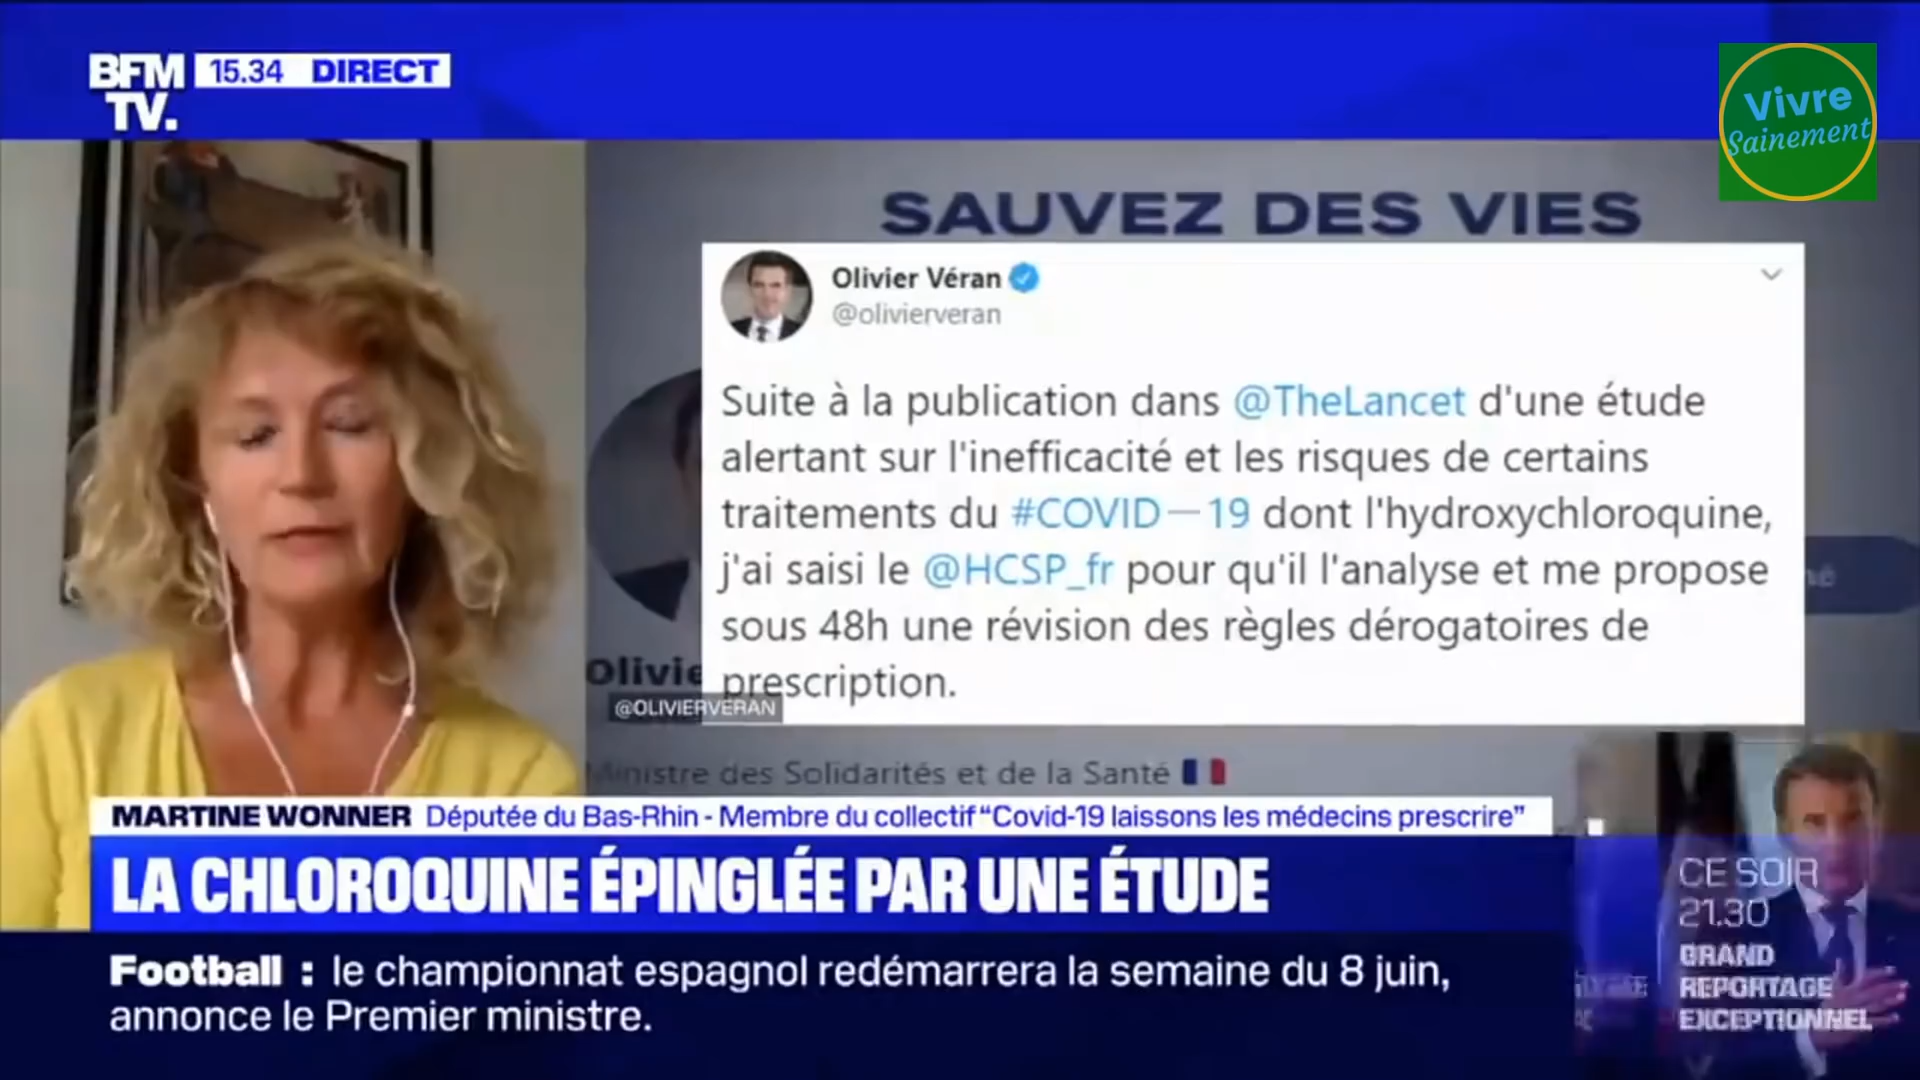 BFM
TV.
15.34 DIRECT
Vivre
Sainement
SAUVEZ DES VIES
Olivier Véran
@olivierveran
Suite à la publication dans @TheLancet d'une étude
alertant sur l'inefficacité et les risques de certains
traitements du #COVID—19 dont l'hydroxychloroquine,
j'ai saisi le @HCSP_fr pour qu'il l'analyse et me propose
sous 48h une révision des règles dérogatoires de
prescription.
Olivie
@OLIVIERVERAN
Ministre des Solidarités et de la Santé
MARTINE WONNER Députée du Bas-Rhin - Membre du collectif "Covid-19 laissons les médecins prescrire"
LA CHLOROQUINE ÉPINGLÉE PAR UNE ÉTUDE
Football : le championnat espagnol redémarrera la semaine du 8 juin,
annonce le Premier ministre.
CE SOIR
21.30
GRAND
REPORTAGE
EXCEPTIONNEL